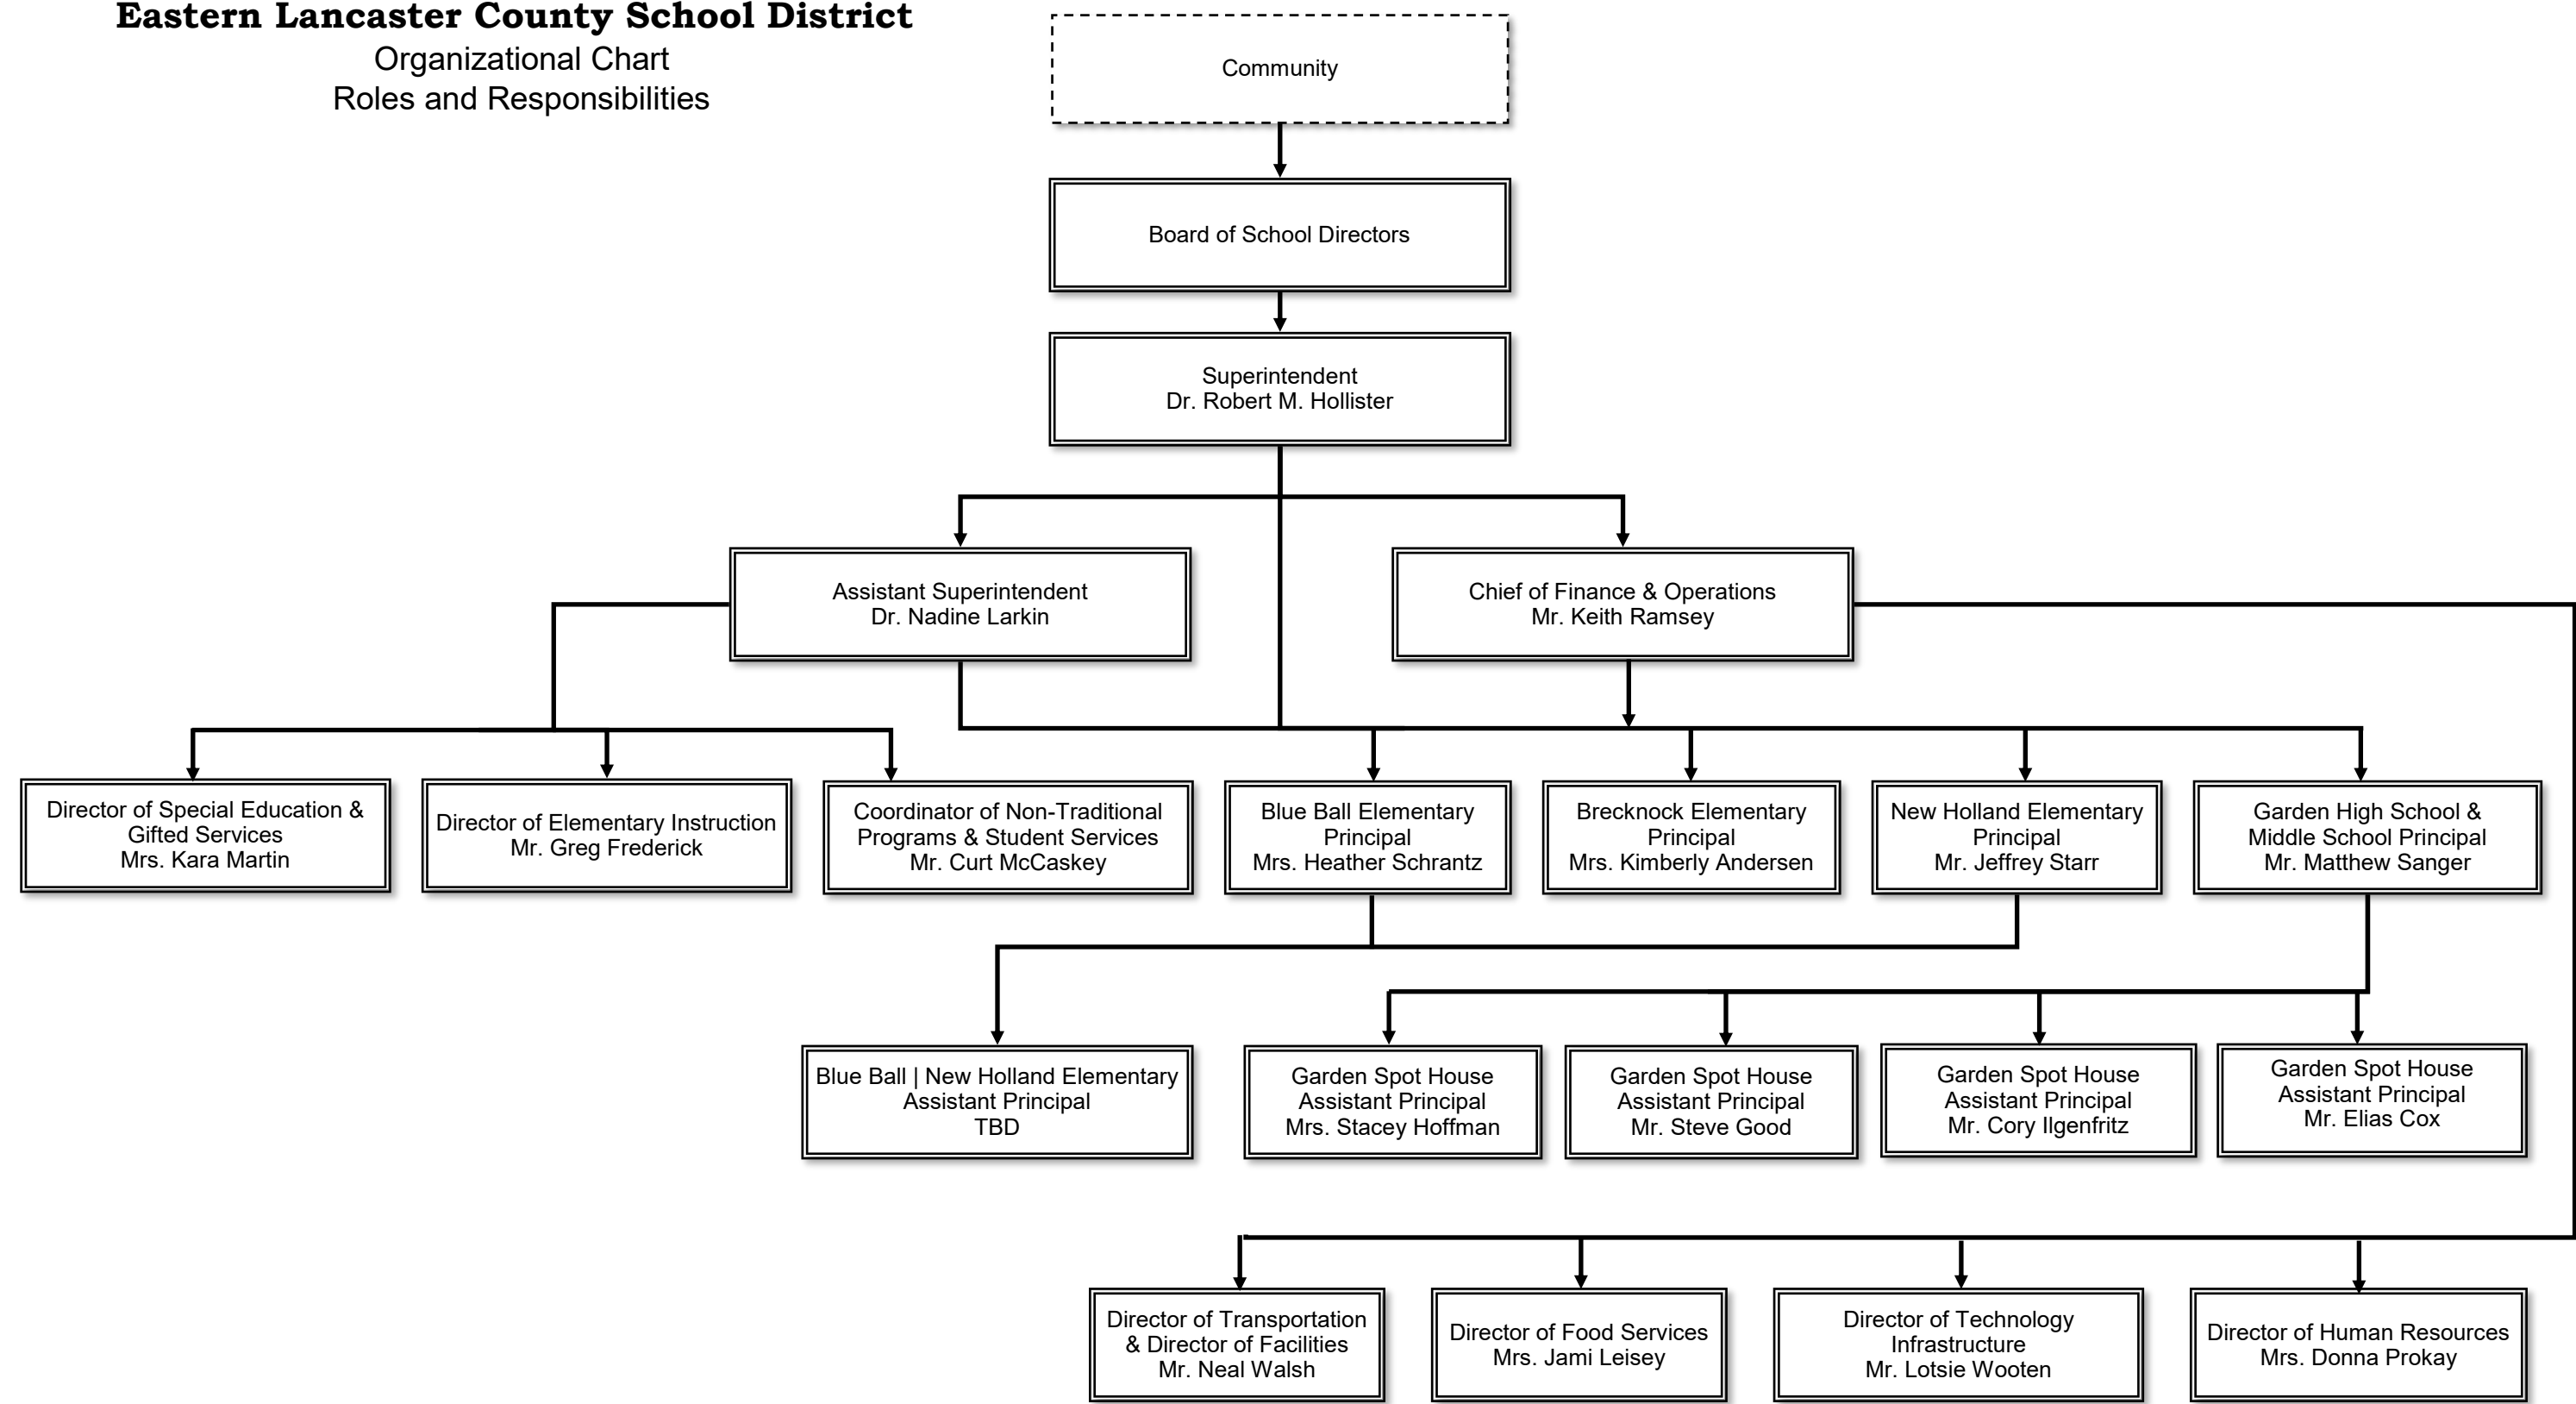 Eastern Lancaster County School District
Organizational Chart
Roles and Responsibilities
Community
Board of School Directors
Superintendent
Dr. Robert M. Hollister
Assistant Superintendent
Dr. Nadine Larkin
Chief of Finance & Operations
Mr. Keith Ramsey
Director of Special Education &
Gifted Services
Mrs. Kara Martin
Director of Elementary Instruction
Mr. Greg Frederick
Coordinator of Non-Traditional
Programs & Student Services
Mr. Curt McCaskey
Blue Ball Elementary
Principal
Mrs. Heather Schrantz
Brecknock Elementary
Principal
Mrs. Kimberly Andersen
New Holland Elementary
Principal
Mr. Jeffrey Starr
Garden High School &
Middle School Principal
Mr. Matthew Sanger
Blue Ball | New Holland Elementary
Assistant Principal
TBD
Garden Spot House
Assistant Principal
Mrs. Stacey Hoffman
Garden Spot House
Assistant Principal
Mr. Steve Good
Garden Spot House
Assistant Principal
Mr. Cory Ilgenfritz
Garden Spot House
Assistant Principal
Mr. Elias Cox
Director of Transportation
& Director of Facilities
Mr. Neal Walsh
Director of Food Services
Mrs. Jami Leisey
Director of Technology
Infrastructure
Mr. Lotsie Wooten
Director of Human Resources
Mrs. Donna Prokay